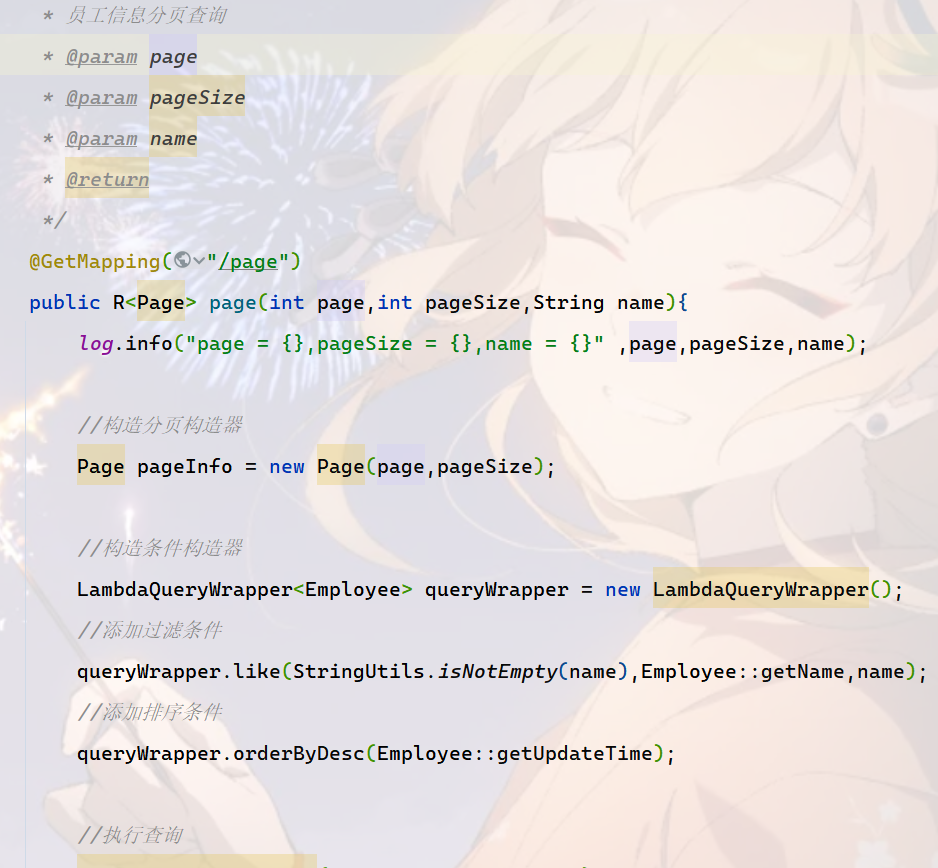 * 员工信息分页查询
* @param page
* @param pageSize
* @param name
* @return
*/
@GetMapping("/page")
public R<Page> page(int page,int pageSize,String name){
log.info("page = {},pageSize = {},name = {}" ,page,pageSize,name);
//构造分页构造器
Page pageInfo = new Page(page,pageSize);
//构造条件构造器
LambdaQueryWrapper<Employee> queryWrapper = new LambdaQueryWrapper();
//添加过滤条件
queryWrapper.like(StringUtils.isNotEmpty(name),Employee::getName,name);
//添加排序条件
queryWrapper.orderByDesc(Employee::getUpdateTime);
//执行查询